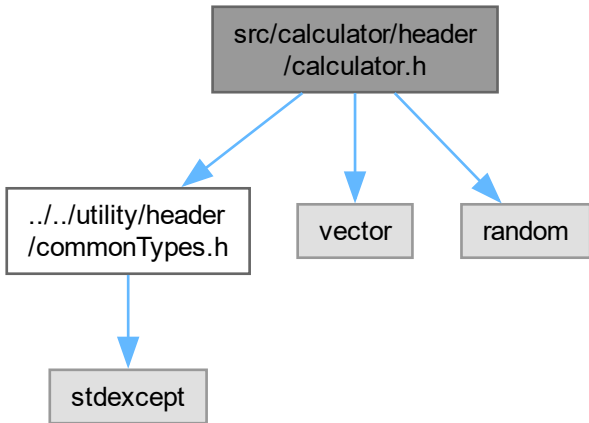 src/calculator/header
/calculator.h
../../utility/header
/commonTypes.h
vector
random
stdexcept